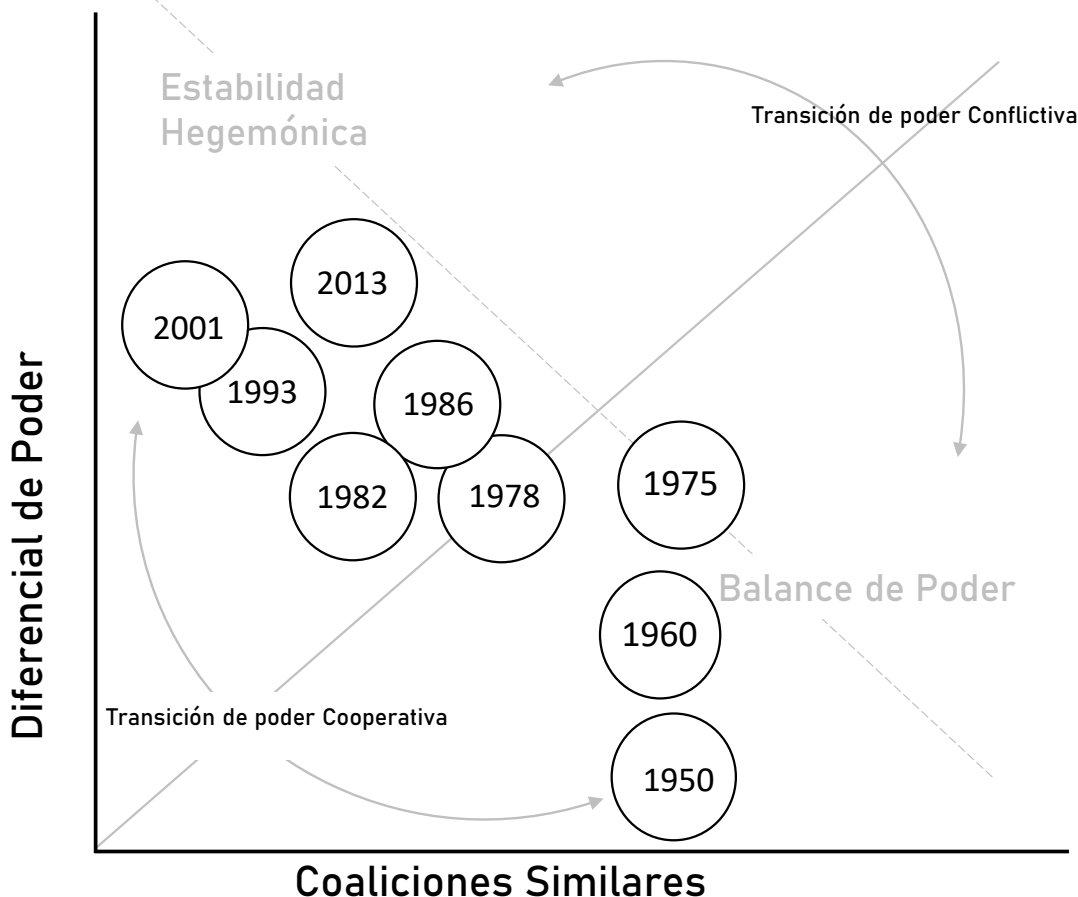 Estabilidad
Hegemónica
Transición de poder Conflictiva
2013
2001
1993
1986
1982
1978
1975
Balance de Poder
1960
Transición de poder Cooperativa
1950
Diferencial de Poder
Coaliciones Similares